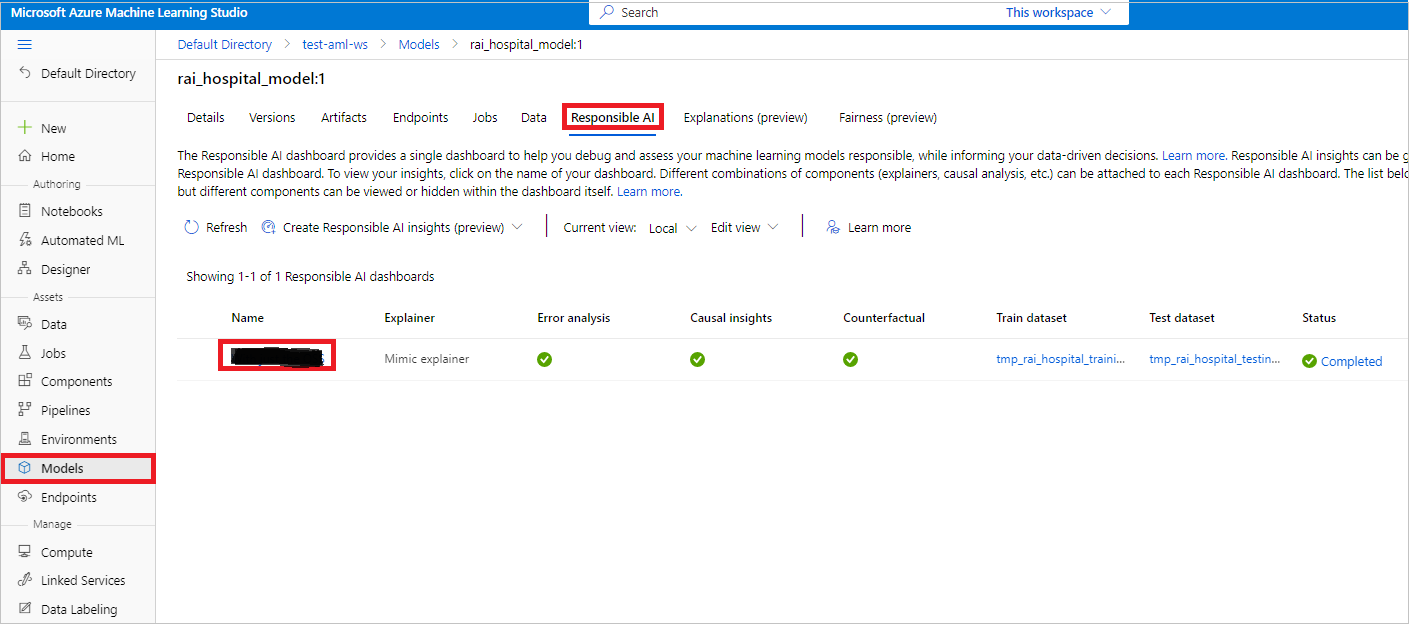 Microsoft Azure Machine Learning Studio
Search
This workspace
Default Directory > test-aml-ws > Models > rai_hospital_model:1
Default Directory
New
Home
Authoring
Notebooks
Automated ML
Designer
Assets
Data
Jobs
Components
Pipelines
Environments
Models
Endpoints
Manage
Compute
Linked Services
Data Labeling
rai_hospital_model:1
Details Versions Artifacts Endpoints Jobs Data Responsible AI Explanations (preview) Fairness (preview)
The Responsible AI dashboard provides a single dashboard to help you debug and assess your machine learning models responsible, while informing your data-driven decisions. Learn more. Responsible AI insights can be
Responsible AI dashboard. To view your insights, click on the name of your dashboard. Different combinations of components (explainers, causal analysis, etc.) can be attached to each Responsible AI dashboard. The list
but different components can be viewed or hidden within the dashboard itself. Learn more.
Refresh Create Responsible AI insights (preview) Current view: Local Edit view Learn more
Showing 1-1 of 1 Responsible AI dashboards
Name Explainer Error analysis Causal insights Counterfactual Train dataset Test dataset Status
Mimic explainer tmp_rai_hospital_traini... tmp_rai_hospital_testin... Completed